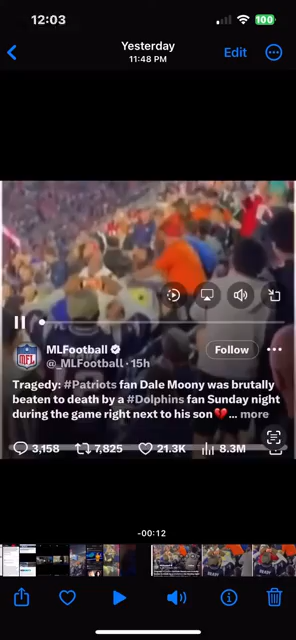 12:03
100
Yesterday
11:48 PM
Edit
MLFootball
Follow
@_MLFootball · 15h
Tragedy: #Patriots fan Dale Moony was brutally
beaten to death by a #Dolphins fan Sunday night
during the game right next to his son💔... more
3,158 7,825 21.3K 8.3M
-00:12